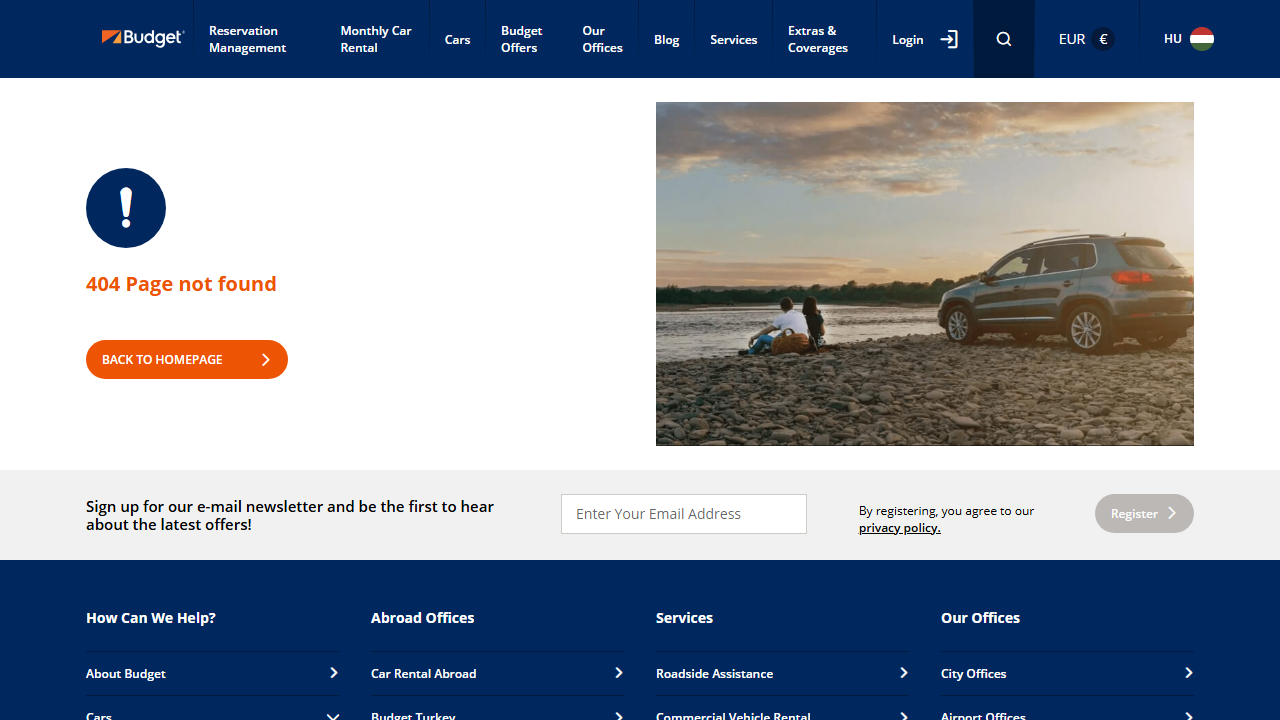 Budget
Reservation
Management
Monthly Car
Rental
Cars
Budget
Offers
Our
Offices
Blog
Services
Extras &
Coverages
Login
EUR €
HU
404 Page not found
BACK TO HOMEPAGE
Sign up for our e-mail newsletter and be the first to hear
about the latest offers!
Enter Your Email Address
By registering, you agree to our
privacy policy.
Register
How Can We Help?
Abroad Offices
Services
Our Offices
About Budget
Car Rental Abroad
Roadside Assistance
City Offices
Cars
Budget Turkey
Commercial Vehicle Rental
Airport Offices